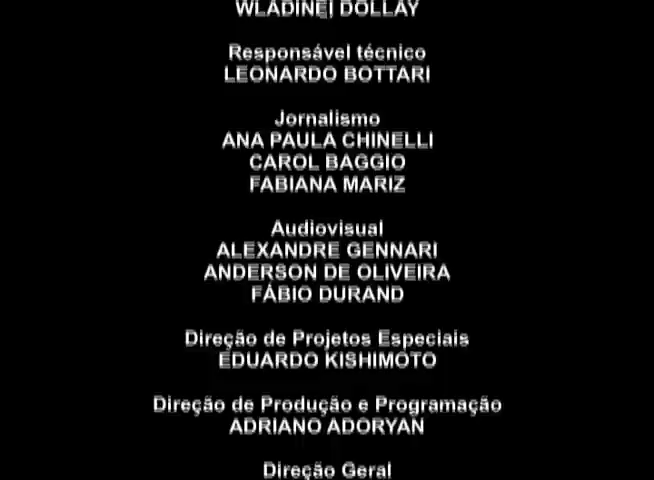 WLADINEI DOLLAY
Responsável técnico
LEONARDO BOTTARI
Jornalismo
ANA PAULA CHINELLI
CAROL BAGGIO
FABIANA MARIZ
Audiovisual
ALEXANDRE GENNARI
ANDERSON DE OLIVEIRA
FÁBIO DURAND
Direção de Projetos Especiais
EDUARDO KISHIMOTO
Direção de Produção e Programação
ADRIANO ADORYAN
Direção Geral